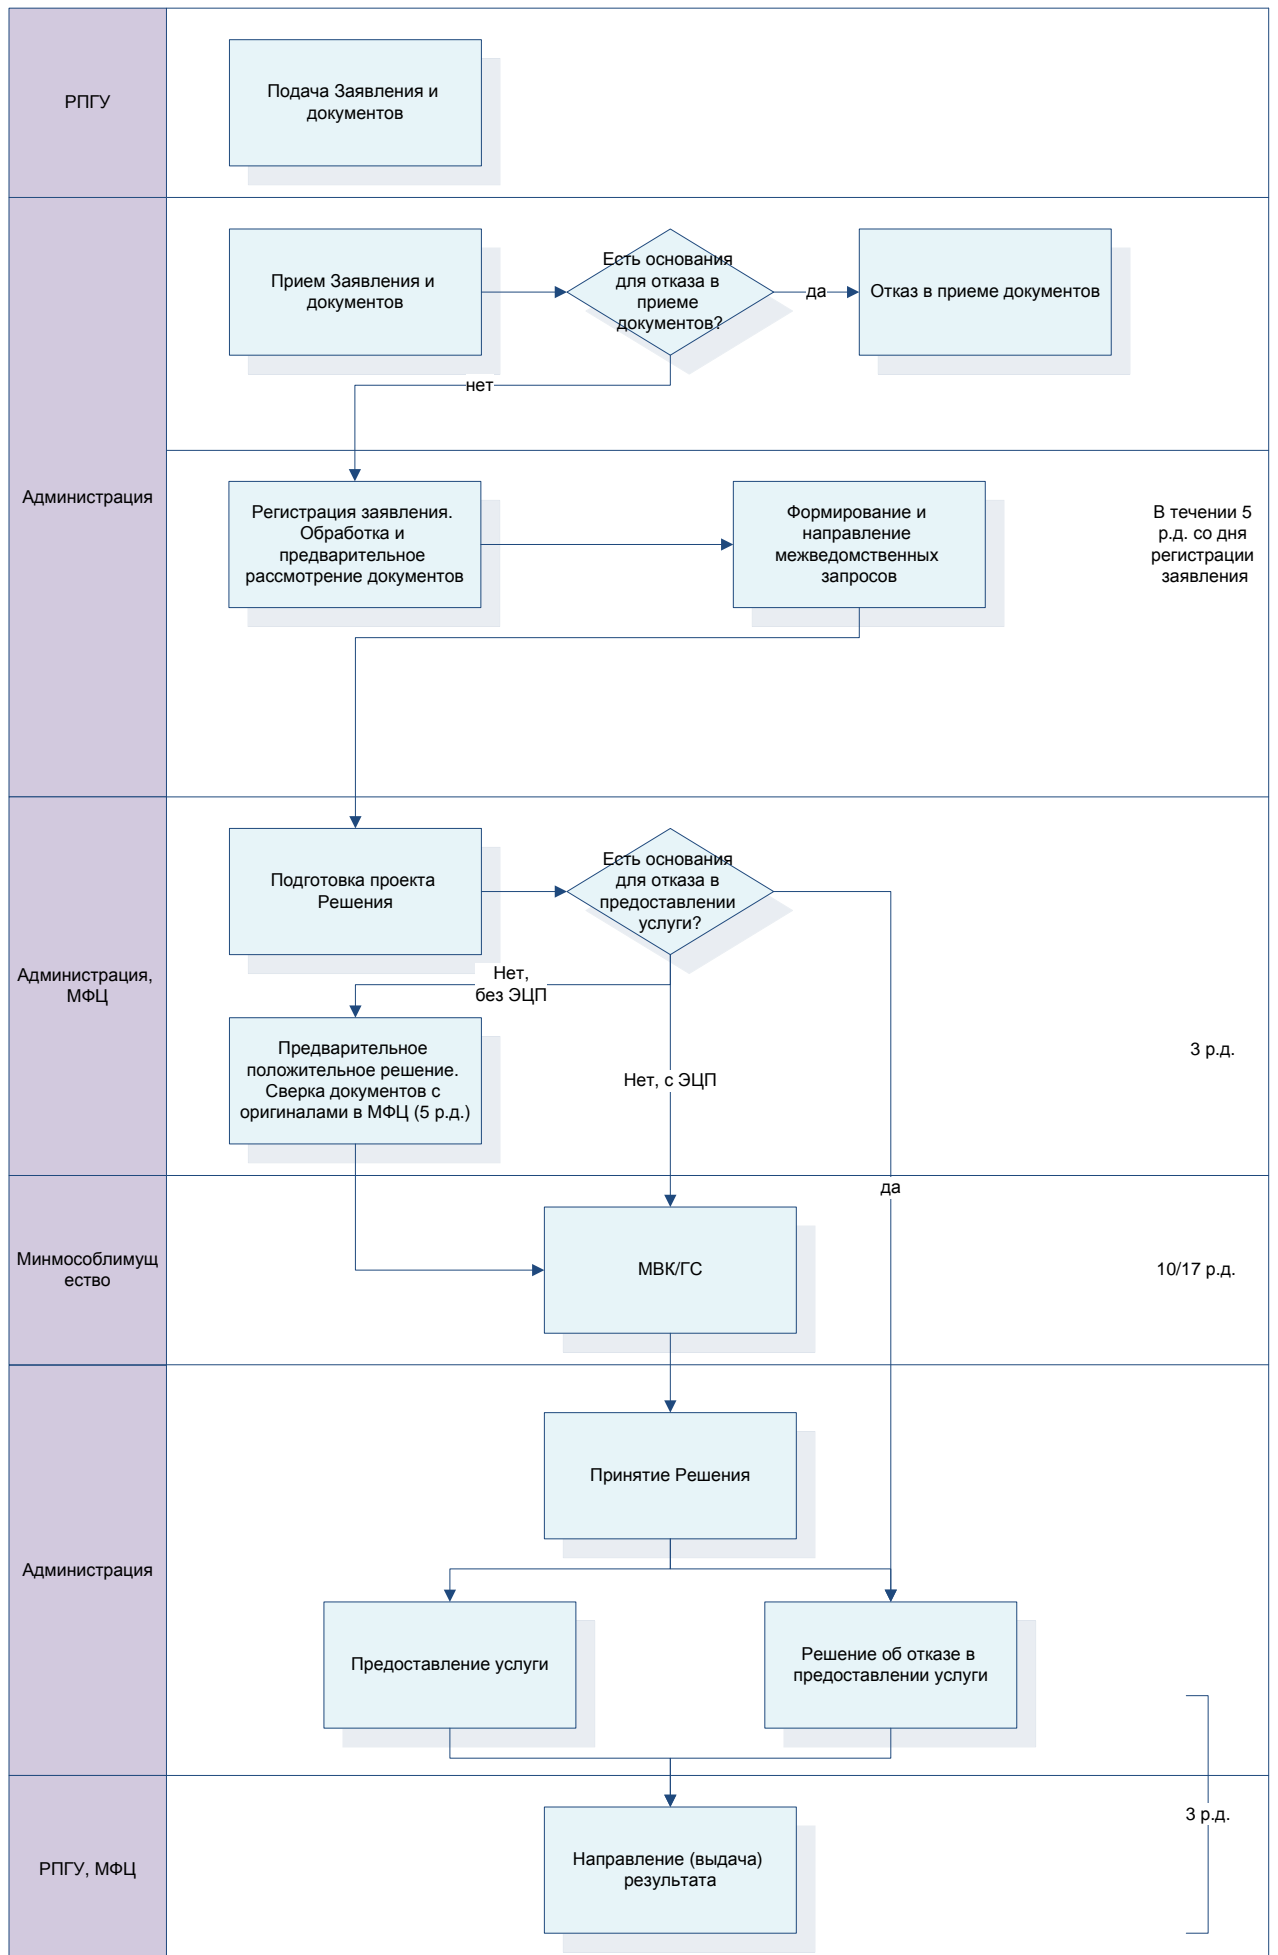 РПГУ
Подача Заявления и
документов
Администрация
Прием Заявления и
документов
Есть основания
для отказа в
приеме
документов?
да
Отказ в приеме документов
нет
Регистрация заявления.
Обработка и
предварительное
рассмотрение документов
Формирование и
направление
межведомственных
запросов
В течении 5
р.д. со дня
регистрации
заявления
Администрация,
МФЦ
Подготовка проекта
Решения
Есть основания
для отказа в
предоставлении
услуги?
Нет,
без ЭЦП
Предварительное
положительное решение.
Сверка документов с
оригиналами в МФЦ (5 р.д.)
Нет, с ЭЦП
3 р.д.
да
Минмособлимущ
ество
МВК/ГС
10/17 р.д.
Администрация
Принятие Решения
Предоставление услуги
Решение об отказе в
предоставлении услуги
3 р.д.
РПГУ, МФЦ
Направление (выдача)
результата